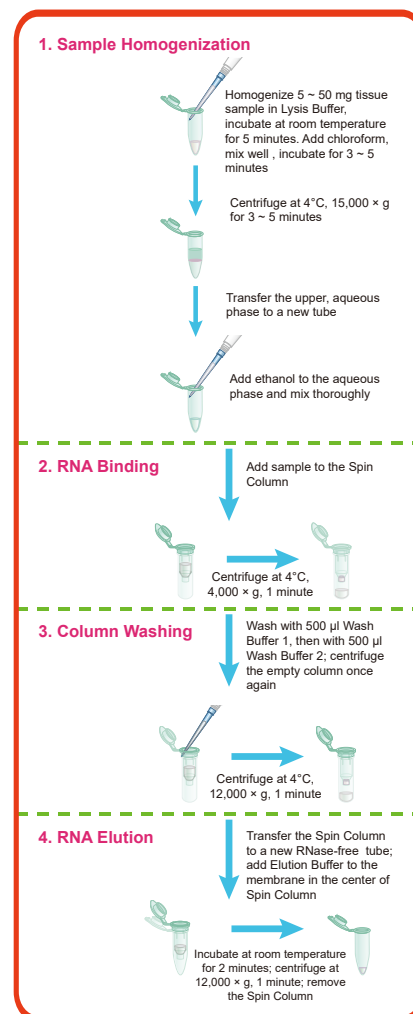 1. Sample Homogenization
Homogenize 5 ~ 50 mg tissue
sample in Lysis Buffer,
incubate at room temperature
for 5 minutes. Add chloroform,
mix well , incubate for 3 ~ 5
minutes
Centrifuge at 4°C, 15,000 × g
for 3 ~ 5 minutes
Transfer the upper, aqueous
phase to a new tube
Add ethanol to the aqueous
phase and mix thoroughly
2. RNA Binding
Add sample to the Spin
Column
Centrifuge at 4°C,
4,000 × g, 1 minute
3. Column Washing
Wash with 500 µl Wash
Buffer 1, then with 500 µl
Wash Buffer 2; centrifuge
the empty column once
again
Centrifuge at 4°C,
12,000 × g, 1 minute
4. RNA Elution
Transfer the Spin Column
to a new RNase-free tube;
add Elution Buffer to the
membrane in the center of
Spin Column
Incubate at room temperature
for 2 minutes; centrifuge at
12,000 × g, 1 minute; remove
the Spin Column